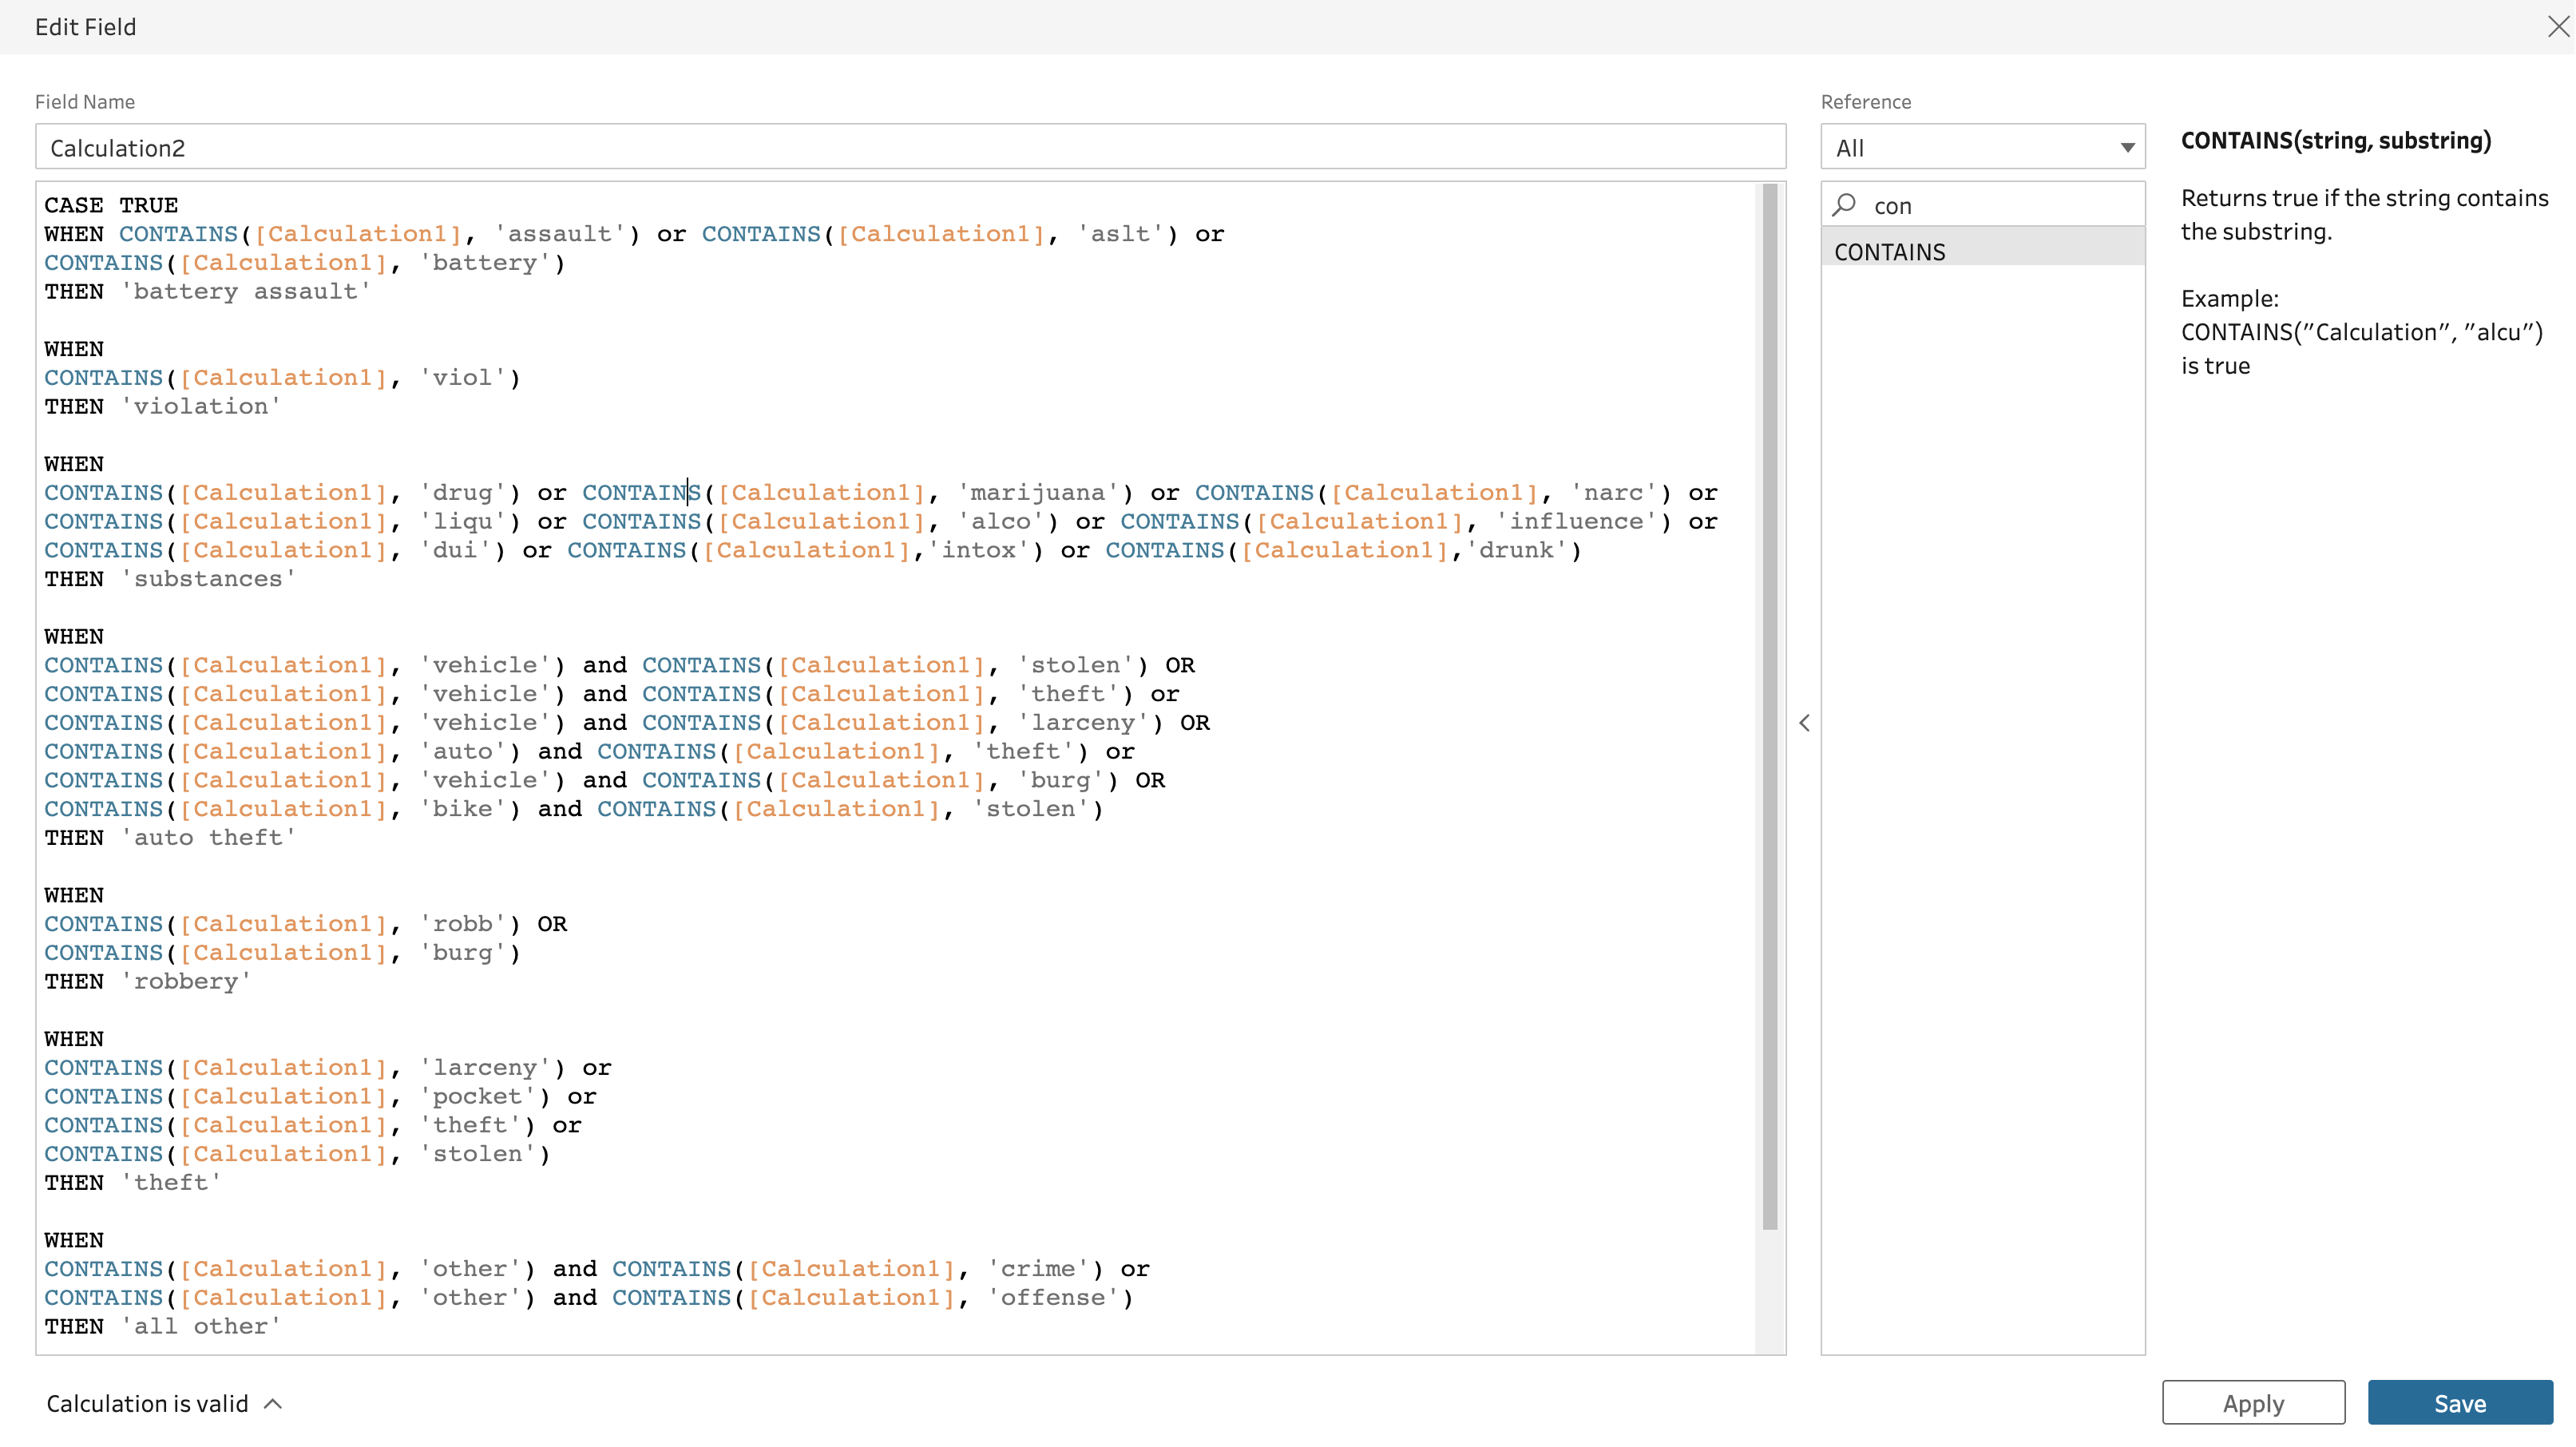 Edit Field
Field Name
Calculation2
CASE TRUE
WHEN CONTAINS([Calculation1], 'assault') or CONTAINS([Calculation1], 'aslt') or
CONTAINS([Calculation1], 'battery')
THEN 'battery assault'
WHEN
CONTAINS([Calculation1], 'viol')
THEN 'violation'
WHEN
CONTAINS([Calculation1], 'drug') or CONTAINS([Calculation1], 'marijuana') or CONTAINS([Calculation1], 'narc') or
CONTAINS([Calculation1], 'liqu') or CONTAINS([Calculation1], 'alco') or CONTAINS([Calculation1], 'influence') or
CONTAINS([Calculation1], 'dui') or CONTAINS([Calculation1],'intox') or CONTAINS([Calculation1],'drunk')
THEN 'substances'
WHEN
CONTAINS([Calculation1], 'vehicle') and CONTAINS([Calculation1], 'stolen') OR
CONTAINS([Calculation1], 'vehicle') and CONTAINS([Calculation1], 'theft') or
CONTAINS([Calculation1], 'vehicle') and CONTAINS([Calculation1], 'larceny') OR
CONTAINS([Calculation1], 'auto') and CONTAINS([Calculation1], 'theft') or
CONTAINS([Calculation1], 'vehicle') and CONTAINS([Calculation1], 'burg') OR
CONTAINS([Calculation1], 'bike') and CONTAINS([Calculation1], 'stolen')
THEN 'auto theft'
WHEN
CONTAINS([Calculation1], 'robb') OR
CONTAINS([Calculation1], 'burg')
THEN 'robbery'
WHEN
CONTAINS([Calculation1], 'larceny') or
CONTAINS([Calculation1], 'pocket') or
CONTAINS([Calculation1], 'theft') or
CONTAINS([Calculation1], 'stolen')
THEN 'theft'
WHEN
CONTAINS([Calculation1], 'other') and CONTAINS([Calculation1], 'crime') or
CONTAINS([Calculation1], 'other') and CONTAINS([Calculation1], 'offense')
THEN 'all other'
Calculation is valid
Reference
All
con
CONTAINS
CONTAINS(string, substring)
Returns true if the string contains
the substring.
Example:
CONTAINS("Calculation", "alcu")
is true
Apply
Save